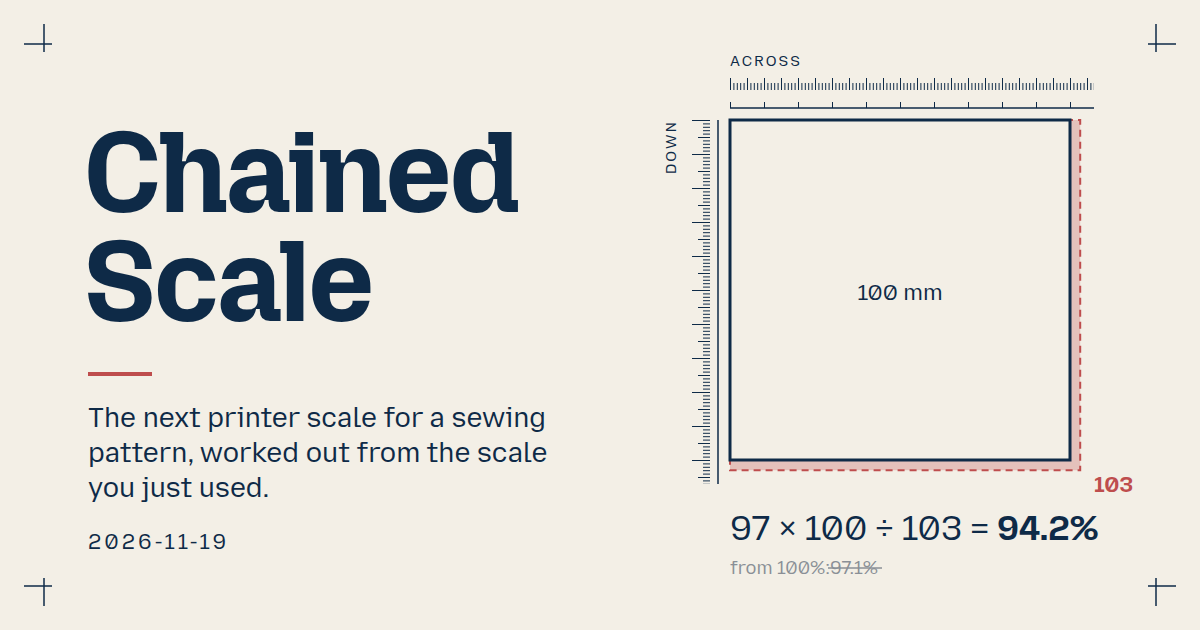 Chained
Scale
The next printer scale for a sewing
pattern, worked out from the scale
you just used.
2026-11-19
ACROSS
DOWN
100 mm
103
97 × 100 ÷ 103 = 94.2%
from 100%: 97.1%